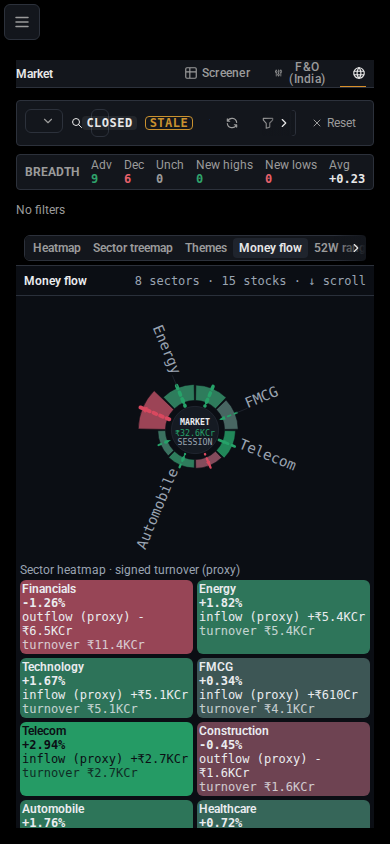 Market
Screener
F&O
(India)
CLOSED
STALE
Reset
BREADTH
Adv
9
Dec
6
Unch
0
New highs
0
New lows
0
Avg
+0.23
No filters
Heatmap
Sector treemap
Themes
Money flow
52W
Money flow
8 sectors · 15 stocks · ↓ scroll
Energy
FMCG
Telecom
Automobile
MARKET
₹32.6KCr
SESSION
Sector heatmap · signed turnover (proxy)
Financials
-1.26%
outflow (proxy) -
₹6.5KCr
turnover ₹11.4KCr
Energy
+1.82%
inflow (proxy) +₹5.4KCr
turnover ₹5.4KCr
Technology
+1.67%
inflow (proxy) +₹5.1KCr
turnover ₹5.1KCr
FMCG
+0.34%
inflow (proxy) +₹610Cr
turnover ₹4.1KCr
Telecom
+2.94%
inflow (proxy) +₹2.7KCr
turnover ₹2.7KCr
Construction
-0.45%
outflow (proxy) -
₹1.6KCr
turnover ₹1.6KCr
Automobile
+1.76%
Healthcare
+0.72%